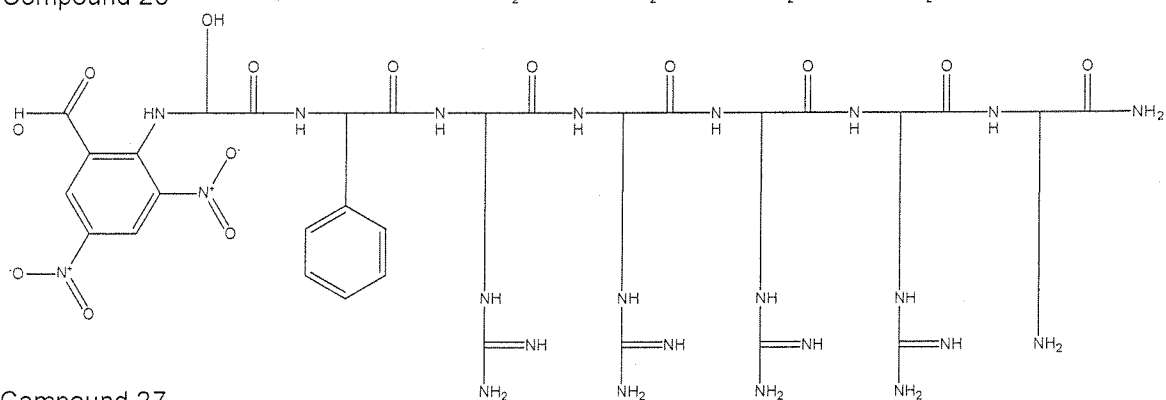 Compound 26
OH
O O O O O O O O
H
O HN N
H N
H N
H N
H N
H N
H NH₂
O⁻
N⁺
O
⁻O N⁺
O
NH NH NH NH
NH NH NH NH NH₂
NH₂ NH₂ NH₂ NH₂
Compound 27